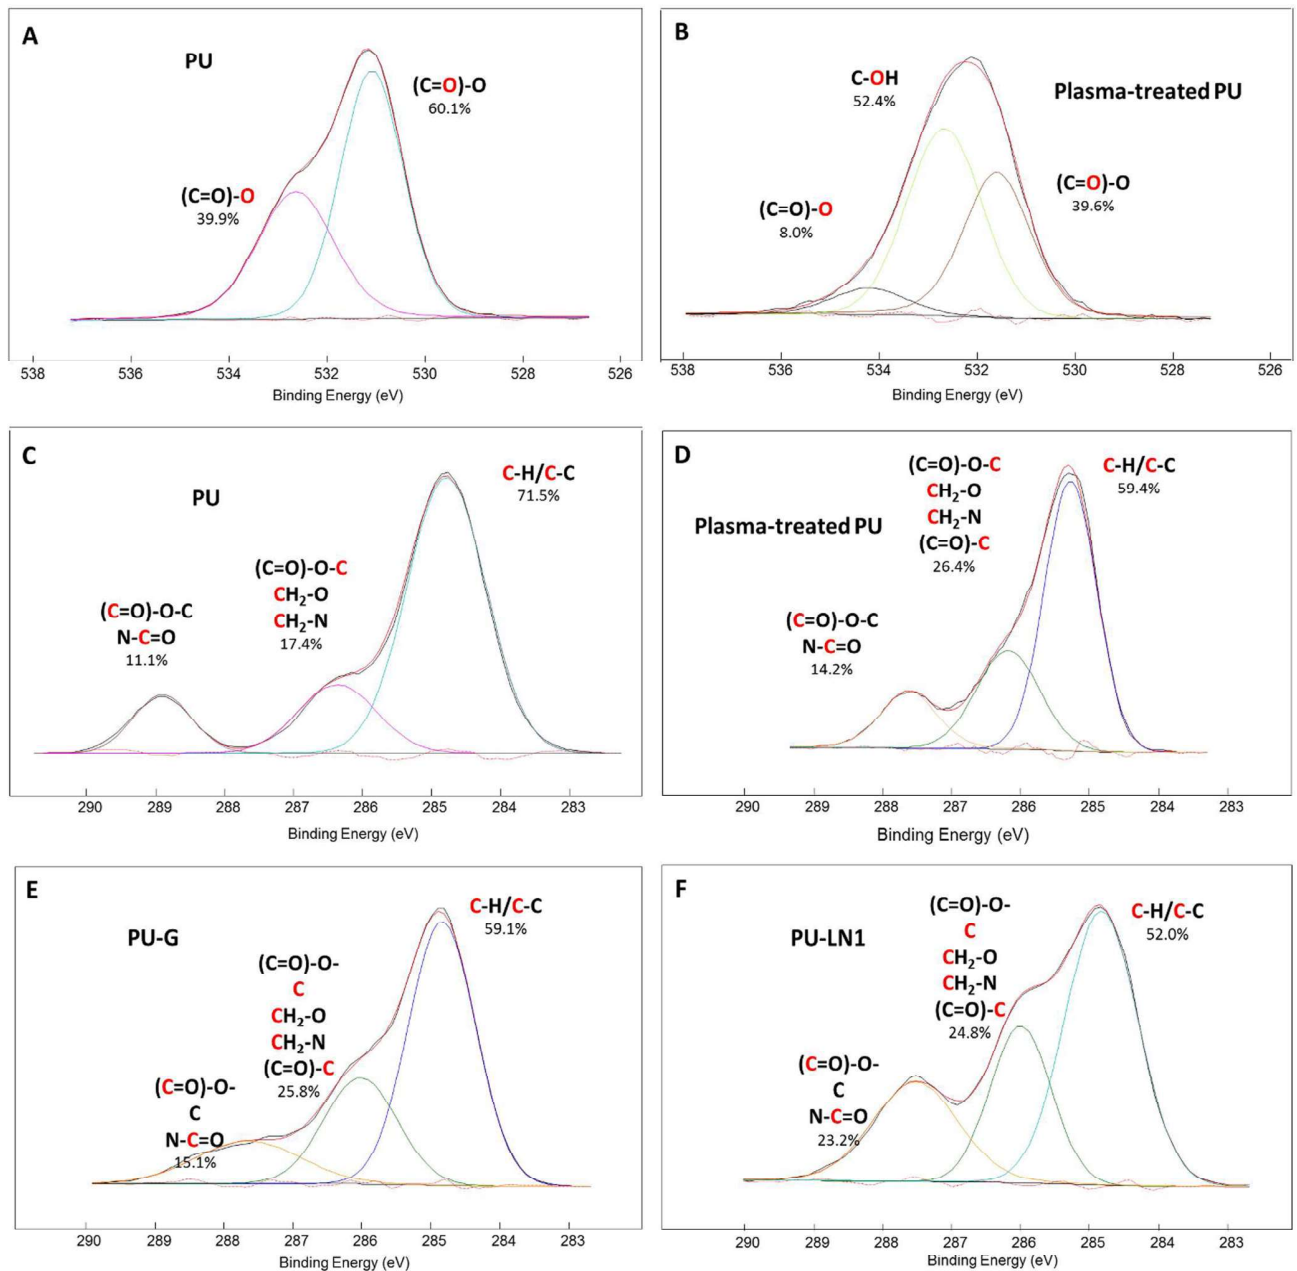 A
PU
(C=O)-O
60.1%
(C=O)-O
39.9%
538 536 534 532 530 528 526
Binding Energy (eV)
B
Plasma-treated PU
C-OH
52.4%
(C=O)-O
39.6%
(C=O)-O
8.0%
538 536 534 532 530 528 526
Binding Energy (eV)
C
PU
C-H/C-C
71.5%
(C=O)-O-C
CH2-O
CH2-N
17.4%
(C=O)-O-C
N-C=O
11.1%
290 289 288 287 286 285 284 283
Binding Energy (eV)
D
Plasma-treated PU
(C=O)-O-C
CH2-O
CH2-N
(C=O)-C
26.4%
C-H/C-C
59.4%
(C=O)-O-C
N-C=O
14.2%
290 289 288 287 286 285 284 283
Binding Energy (eV)
E
PU-G
C-H/C-C
59.1%
(C=O)-O-
C
CH2-O
CH2-N
(C=O)-C
25.8%
(C=O)-O-
C
N-C=O
15.1%
290 289 288 287 286 285 284 283
Binding Energy (eV)
F
PU-LN1
(C=O)-O-
C
CH2-O
CH2-N
(C=O)-C
24.8%
C-H/C-C
52.0%
(C=O)-O-
C
N-C=O
23.2%
290 289 288 287 286 285 284 283
Binding Energy (eV)